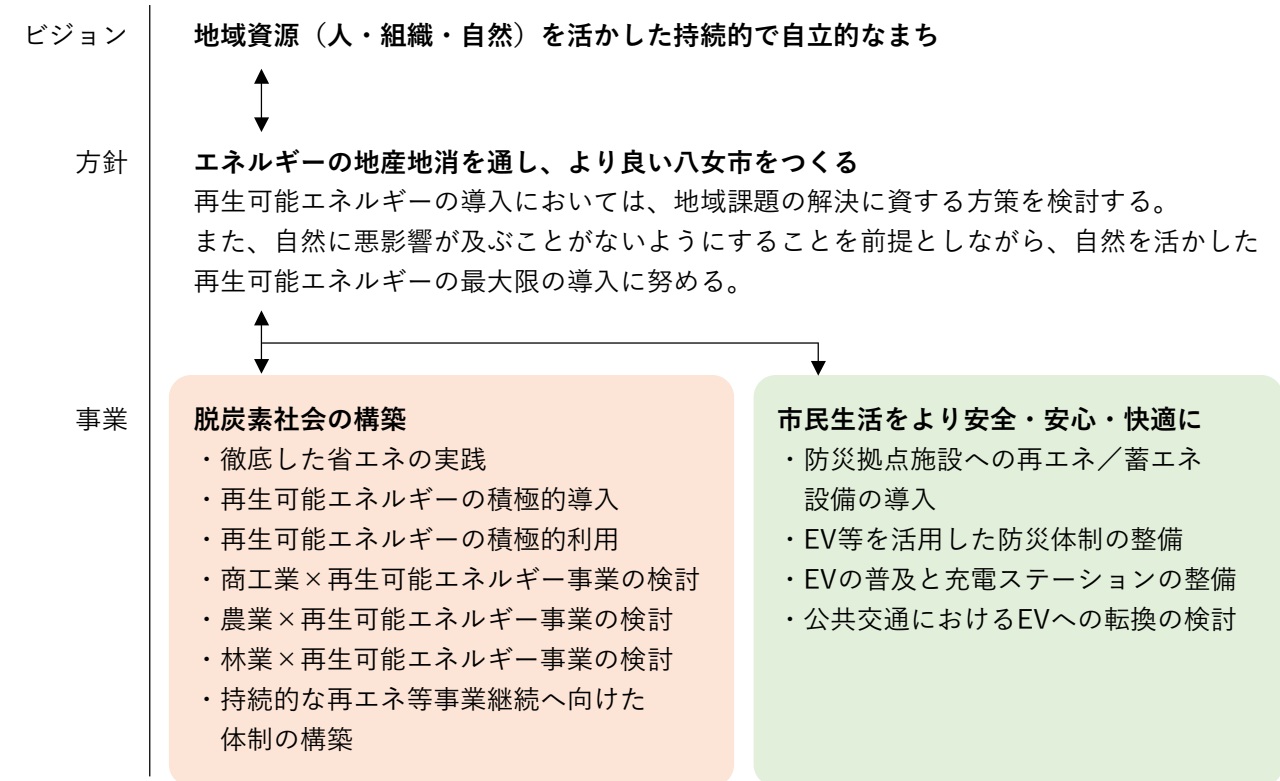 ビジョン
地域資源（人・組織・自然）を活かした持続的で自立的なまち
方針
エネルギーの地産地消を通し、より良い八女市をつくる
再生可能エネルギーの導入においては、地域課題の解決に資する方策を検討する。
また、自然に悪影響が及ぶことがないようにすることを前提としながら、自然を活かした
再生可能エネルギーの最大限の導入に努める。
事業
脱炭素社会の構築
・徹底した省エネの実践
・再生可能エネルギーの積極的導入
・再生可能エネルギーの積極的利用
・商工業×再生可能エネルギー事業の検討
・農業×再生可能エネルギー事業の検討
・林業×再生可能エネルギー事業の検討
・持続的な再エネ等事業継続へ向けた
体制の構築
市民生活をより安全・安心・快適に
・防災拠点施設への再エネ／蓄エネ
設備の導入
・EV等を活用した防災体制の整備
・EVの普及と充電ステーションの整備
・公共交通におけるEVへの転換の検討